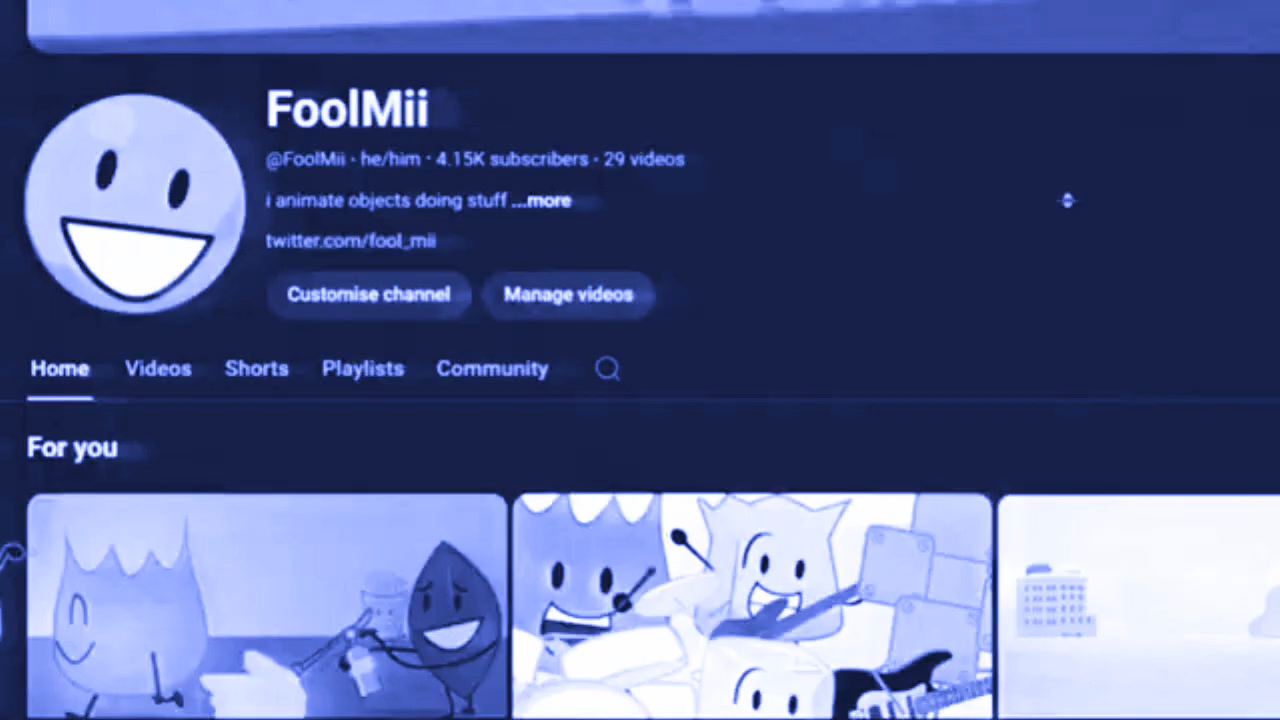 FoolMii
@FoolMii · he/him · 4.15K subscribers · 29 videos
i animate objects doing stuff ...more
twitter.com/fool_mii
Customise channel Manage videos
Home Videos Shorts Playlists Community
For you